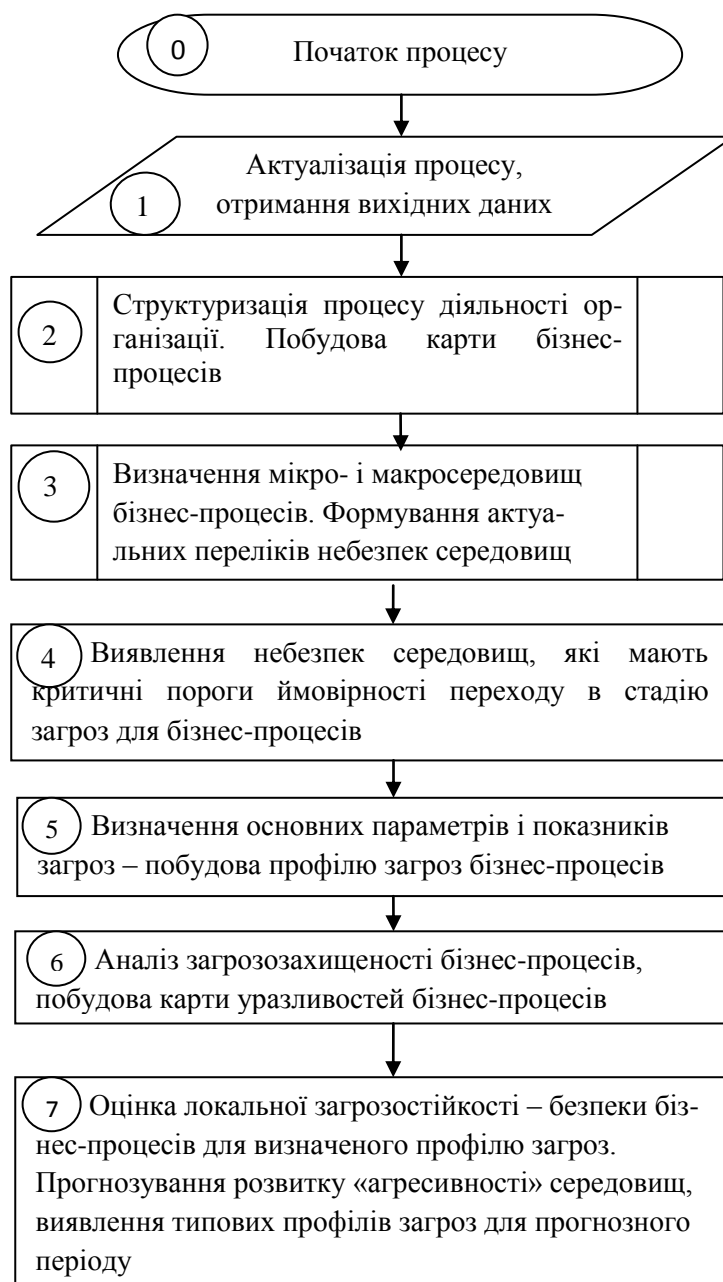 0 Початок процесу
Актуалізація процесу,
1 отримання вихідних даних
Структуризація процесу діяльності ор-
2 ганізації. Побудова карти бізнес-
процесів
3 Визначення мікро- і макросередовищ
бізнес-процесів. Формування актуа-
льних переліків небезпек середовищ
4 Виявлення небезпек середовищ, які мають
критичні пороги ймовірності переходу в стадію
загроз для бізнес-процесів
5 Визначення основних параметрів і показників
загроз – побудова профілю загроз бізнес-процесів
6 Аналіз загрозозахищеності бізнес-процесів,
побудова карти уразливостей бізнес-процесів
7 Оцінка локальної загрозостійкості – безпеки біз-
нес-процесів для визначеного профілю загроз.
Прогнозування розвитку «агресивності» середовищ,
виявлення типових профілів загроз для прогнозного
періоду